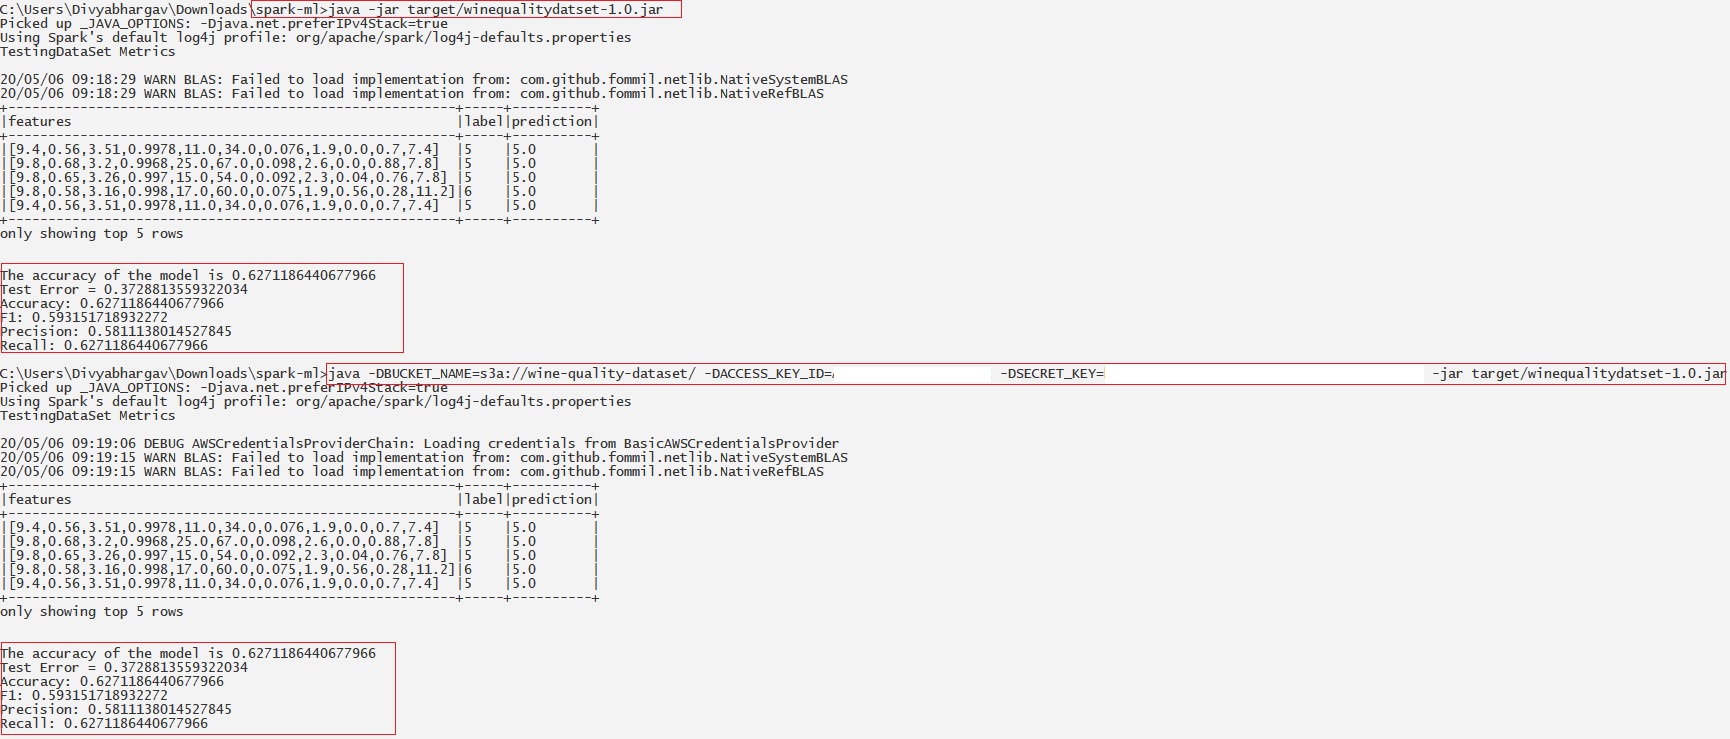 C:\Users\Divyabhargav\Downloads\spark-ml>java -jar target/winequalitydatset-1.0.jar
Picked up _JAVA_OPTIONS: -Djava.net.preferIPv4Stack=true
Using Spark's default log4j profile: org/apache/spark/log4j-defaults.properties
TestingDataSet Metrics
20/05/06 09:18:29 WARN BLAS: Failed to load implementation from: com.github.fommil.netlib.NativeSystemBLAS
20/05/06 09:18:29 WARN BLAS: Failed to load implementation from: com.github.fommil.netlib.NativeRefBLAS
+--------------------------------------------------------+-----+----------+
|features                                                |label|prediction|
+--------------------------------------------------------+-----+----------+
|[9.4,0.56,3.51,0.9978,11.0,34.0,0.076,1.9,0.0,0.7,7.4]  |5    |5.0       |
|[9.8,0.68,3.2,0.9968,25.0,67.0,0.098,2.6,0.0,0.88,7.8]  |5    |5.0       |
|[9.8,0.65,3.26,0.997,15.0,54.0,0.092,2.3,0.04,0.76,7.8] |5    |5.0       |
|[9.8,0.58,3.16,0.998,17.0,60.0,0.075,1.9,0.56,0.28,11.2]|6    |5.0       |
|[9.4,0.56,3.51,0.9978,11.0,34.0,0.076,1.9,0.0,0.7,7.4]  |5    |5.0       |
+--------------------------------------------------------+-----+----------+
only showing top 5 rows
The accuracy of the model is 0.6271186440677966
Test Error = 0.3728813559322034
Accuracy: 0.6271186440677966
F1: 0.593151718932272
Precision: 0.5811138014527845
Recall: 0.6271186440677966
C:\Users\Divyabhargav\Downloads\spark-ml>java -DBUCKET_NAME=s3a://wine-quality-dataset/ -DACCESS_KEY_ID= -DSECRET_KEY= -jar target/winequalitydatset-1.0.jar
Picked up _JAVA_OPTIONS: -Djava.net.preferIPv4Stack=true
Using Spark's default log4j profile: org/apache/spark/log4j-defaults.properties
TestingDataSet Metrics
20/05/06 09:19:06 DEBUG AWSCredentialsProviderChain: Loading credentials from BasicAWSCredentialsProvider
20/05/06 09:19:15 WARN BLAS: Failed to load implementation from: com.github.fommil.netlib.NativeSystemBLAS
20/05/06 09:19:15 WARN BLAS: Failed to load implementation from: com.github.fommil.netlib.NativeRefBLAS
+--------------------------------------------------------+-----+----------+
|features                                                |label|prediction|
+--------------------------------------------------------+-----+----------+
|[9.4,0.56,3.51,0.9978,11.0,34.0,0.076,1.9,0.0,0.7,7.4]  |5    |5.0       |
|[9.8,0.68,3.2,0.9968,25.0,67.0,0.098,2.6,0.0,0.88,7.8]  |5    |5.0       |
|[9.8,0.65,3.26,0.997,15.0,54.0,0.092,2.3,0.04,0.76,7.8] |5    |5.0       |
|[9.8,0.58,3.16,0.998,17.0,60.0,0.075,1.9,0.56,0.28,11.2]|6    |5.0       |
|[9.4,0.56,3.51,0.9978,11.0,34.0,0.076,1.9,0.0,0.7,7.4]  |5    |5.0       |
+--------------------------------------------------------+-----+----------+
only showing top 5 rows
The accuracy of the model is 0.6271186440677966
Test Error = 0.3728813559322034
Accuracy: 0.6271186440677966
F1: 0.593151718932272
Precision: 0.5811138014527845
Recall: 0.6271186440677966